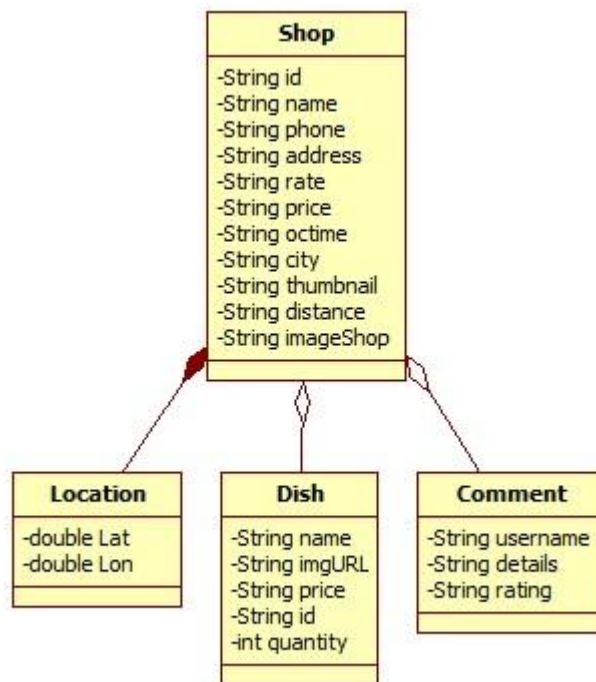 Shop
-String id
-String name
-String phone
-String address
-String rate
-String price
-String octime
-String city
-String thumbnail
-String distance
-String imageShop
Location
-double Lat
-double Lon
Dish
-String name
-String imgURL
-String price
-String id
-int quantity
Comment
-String username
-String details
-String rating